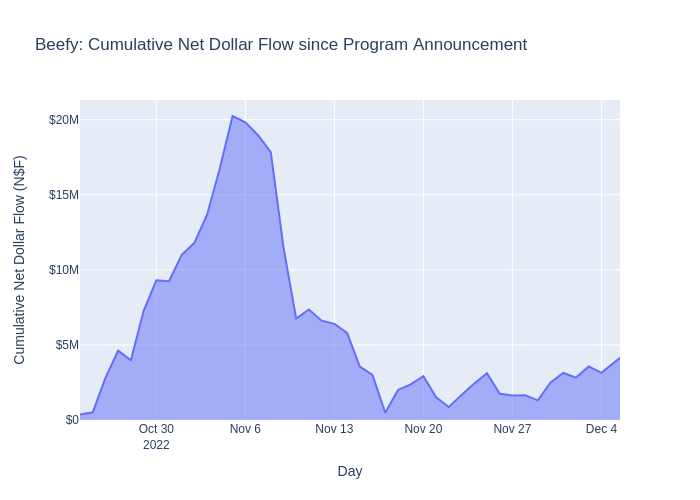 Beefy: Cumulative Net Dollar Flow since Program Announcement
Cumulative Net Dollar Flow (N$F)
$20M
$15M
$10M
$5M
$0
Oct 30
2022
Nov 6
Nov 13
Nov 20
Nov 27
Dec 4
Day